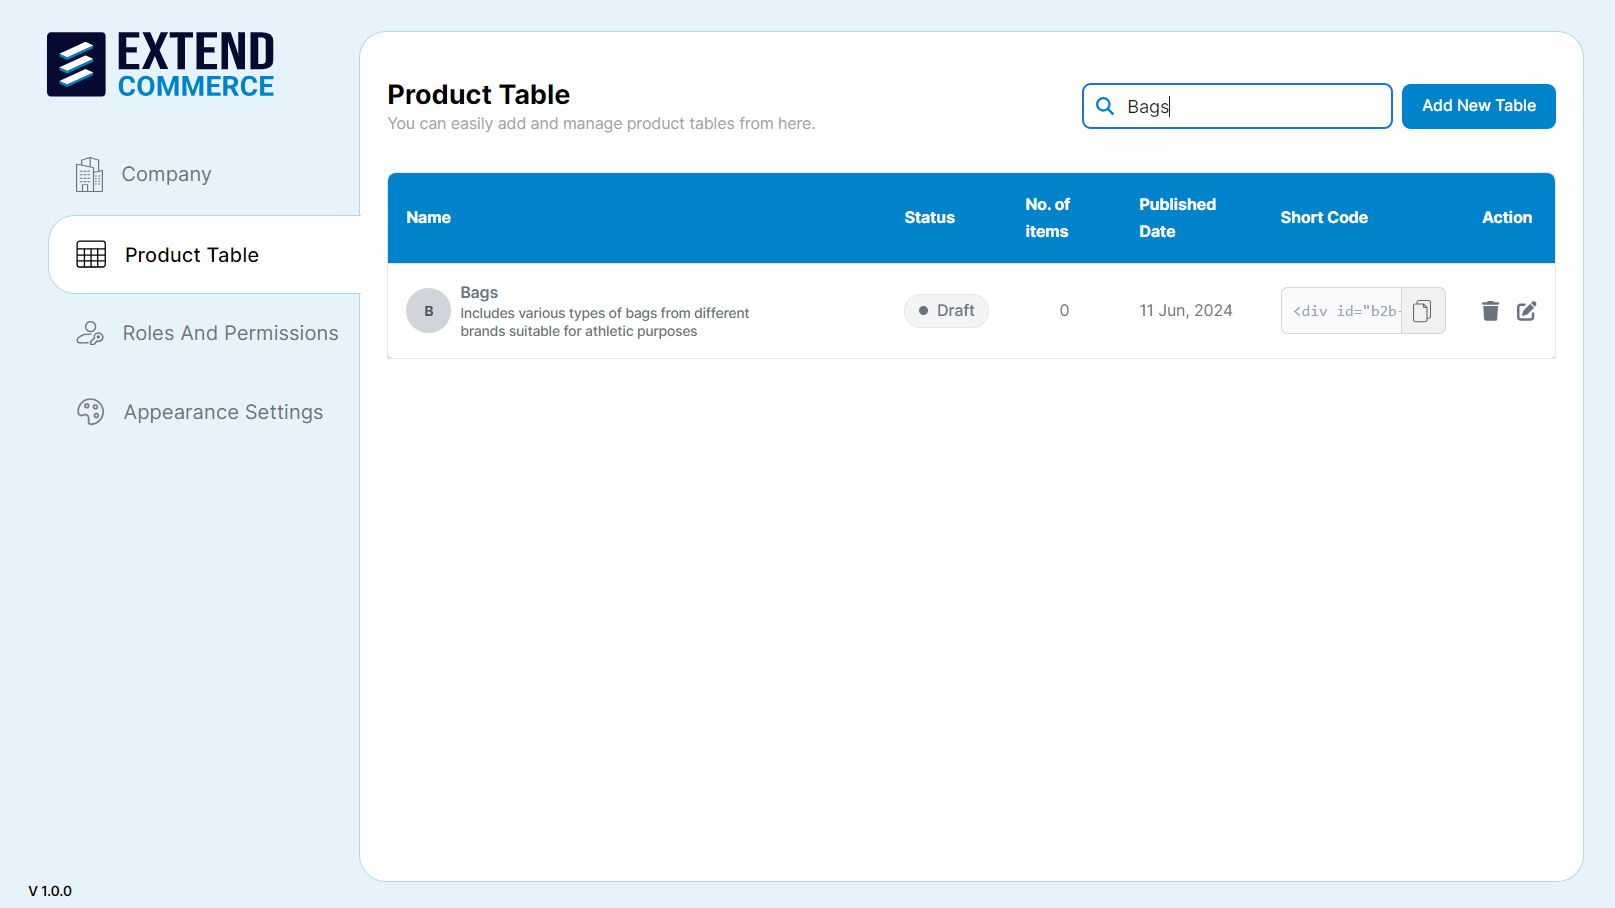 EXTEND
COMMERCE
Company
Product Table
Roles And Permissions
Appearance Settings
V 1.0.0
Product Table
You can easily add and manage product tables from here.
Bags
Add New Table
Name
Status
No. of
items
Published
Date
Short Code
Action
B
Bags
Includes various types of bags from different
brands suitable for athletic purposes
Draft
0
11 Jun, 2024
<div id="b2b-